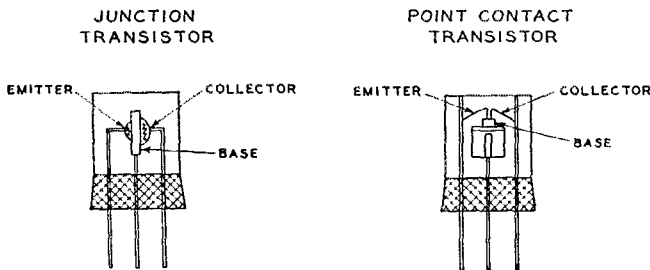 JUNCTION
TRANSISTOR
EMITTER
COLLECTOR
BASE
POINT CONTACT
TRANSISTOR
EMITTER
COLLECTOR
BASE